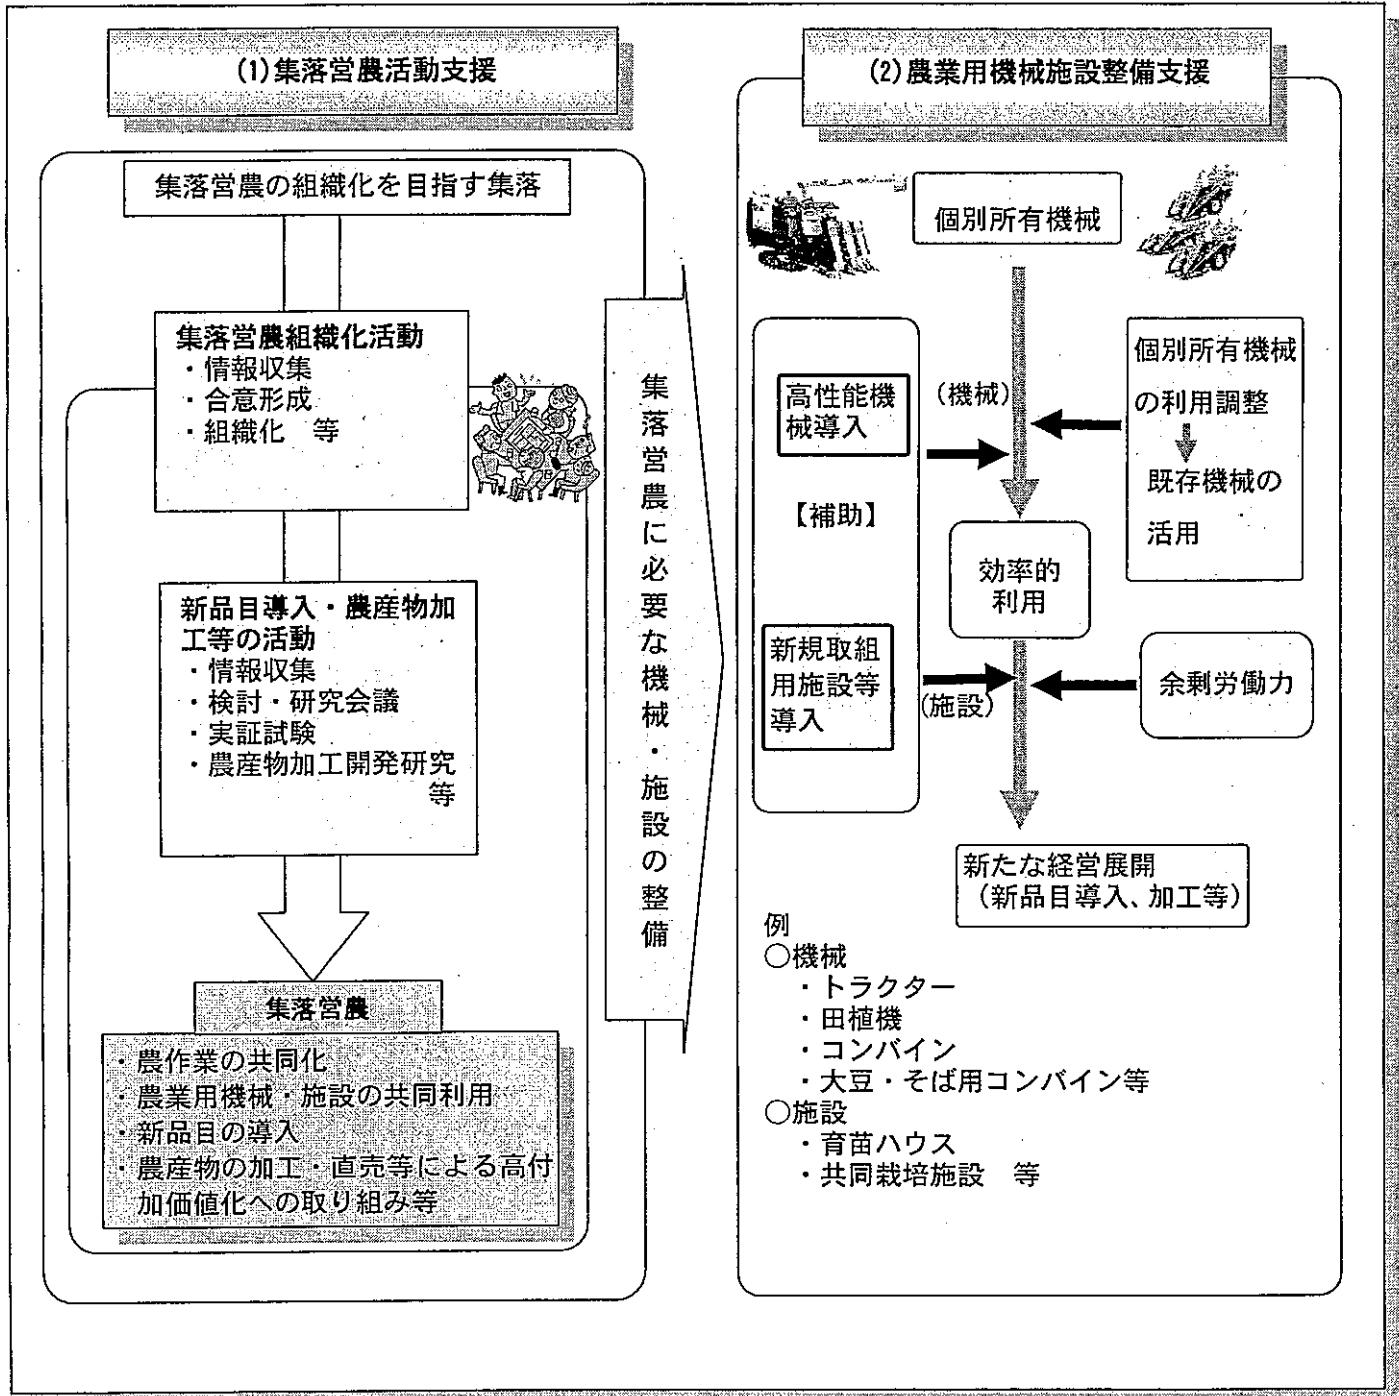 (1)集落営農活動支援
集落営農の組織化を目指す集落
集落営農組織化活動
・情報収集
・合意形成
・組織化　等
新品目導入・農産物加
工等の活動
・情報収集
・検討・研究会議
・実証試験
・農産物加工開発研究
等
集落営農
・農作業の共同化
・農業用機械・施設の共同利用
・新品目の導入
・農産物の加工・直売等による高付
加価値化への取り組み等
集落営農に必要な機械・施設の整備
(2)農業用機械施設整備支援
個別所有機械
高性能機
械導入
(機械)
個別所有機械
の利用調整
既存機械の
活用
【補助】
効率的
利用
新規取組
用施設等
導入
(施設)
余剰労働力
新たな経営展開
（新品目導入、加工等）
例
○機械
・トラクター
・田植機
・コンバイン
・大豆・そば用コンバイン等
○施設
・育苗ハウス
・共同栽培施設　等